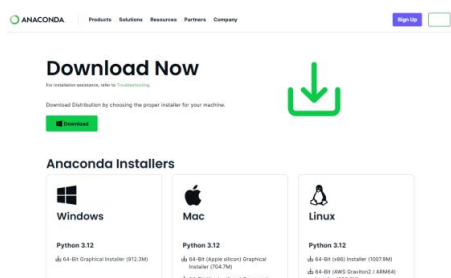 ANACONDA.
Products Solutions Resources Partners Company
Sign Up
Download Now
For installation assistance, refer to Troubleshooting.
Download Distribution by choosing the proper installer for your machine.
Download
Anaconda Installers
Windows
Mac
Linux
Python 3.12
Python 3.12
Python 3.12
64-Bit Graphical Installer (912.3M)
64-Bit (Apple silicon) Graphical
Installer (704.7M)
64-Bit (x86) Installer (1007.9M)
64-Bit (AWS Graviton2 / ARM64)